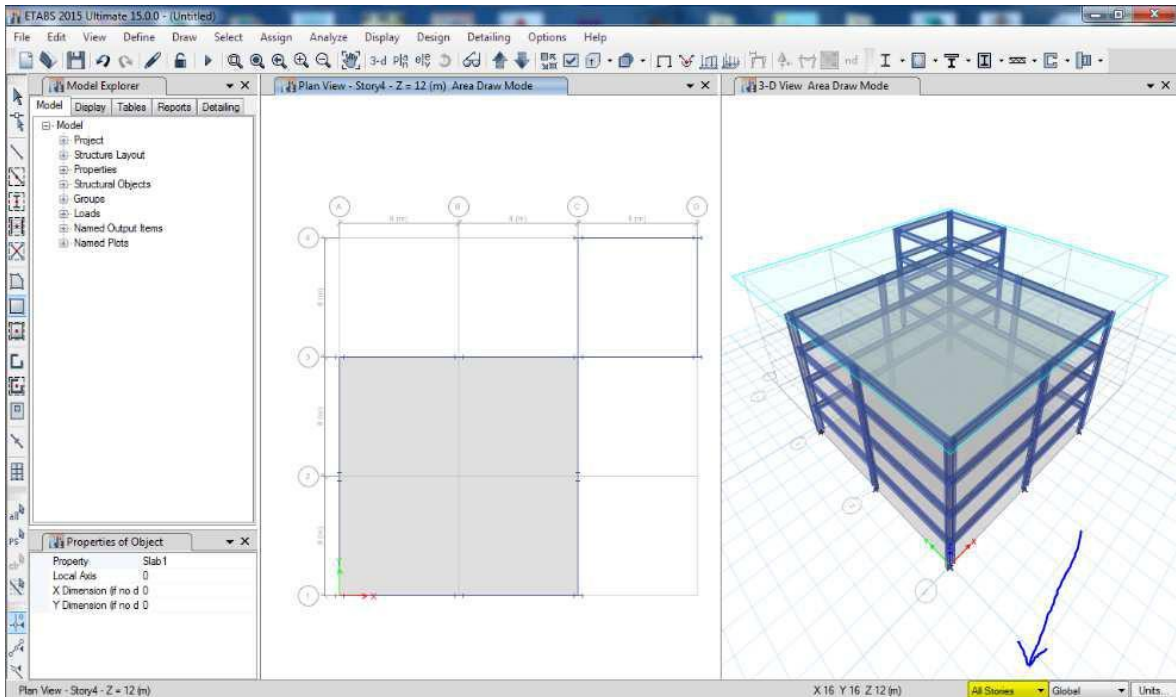 ETABS 2015 Ultimate 15.0.0 - (Untitled)
File Edit View Define Draw Select Assign Analyze Display Design Detailing Options Help
3-d
nd
Model Explorer
Model Display Tables Reports Detailing
Model
Project
Structure Layout
Properties
Structural Objects
Groups
Loads
Named Output Items
Named Plots
Properties of Object
Property Slab1
Local Axis 0
X Dimension (if no d 0
Y Dimension (if no d 0
Plan View - Story4 - Z = 12 (m) Area Draw Mode
A B C D
4
3
2
1
X
3-D View Area Draw Mode
X
all
PS
Plan View - Story4 - Z = 12 (m)
X 16 Y 16 Z 12 (m)
All Stories
Global
Units